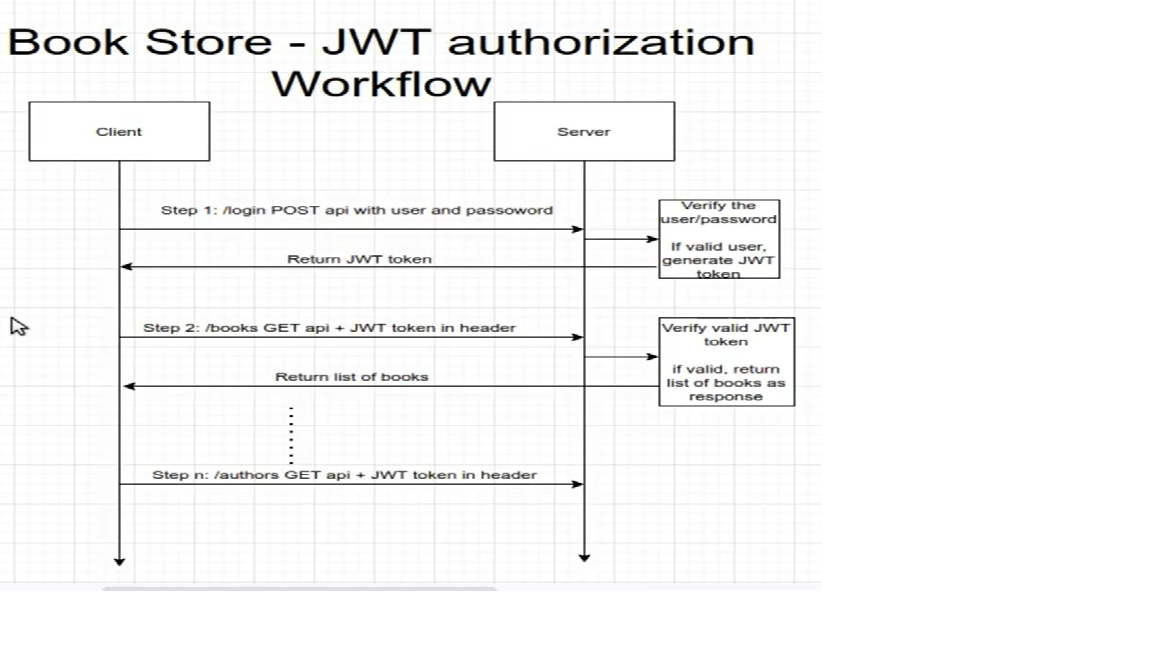 Book Store - JWT authorization
Workflow
Client
Server
Step 1: /login POST api with user and passoword
Verify the
user/password
If valid user,
generate JWT
token
Return JWT token
Step 2: /books GET api + JWT token in header
Verify valid JWT
token
if valid, return
list of books as
response
Return list of books
Step n: /authors GET api + JWT token in header